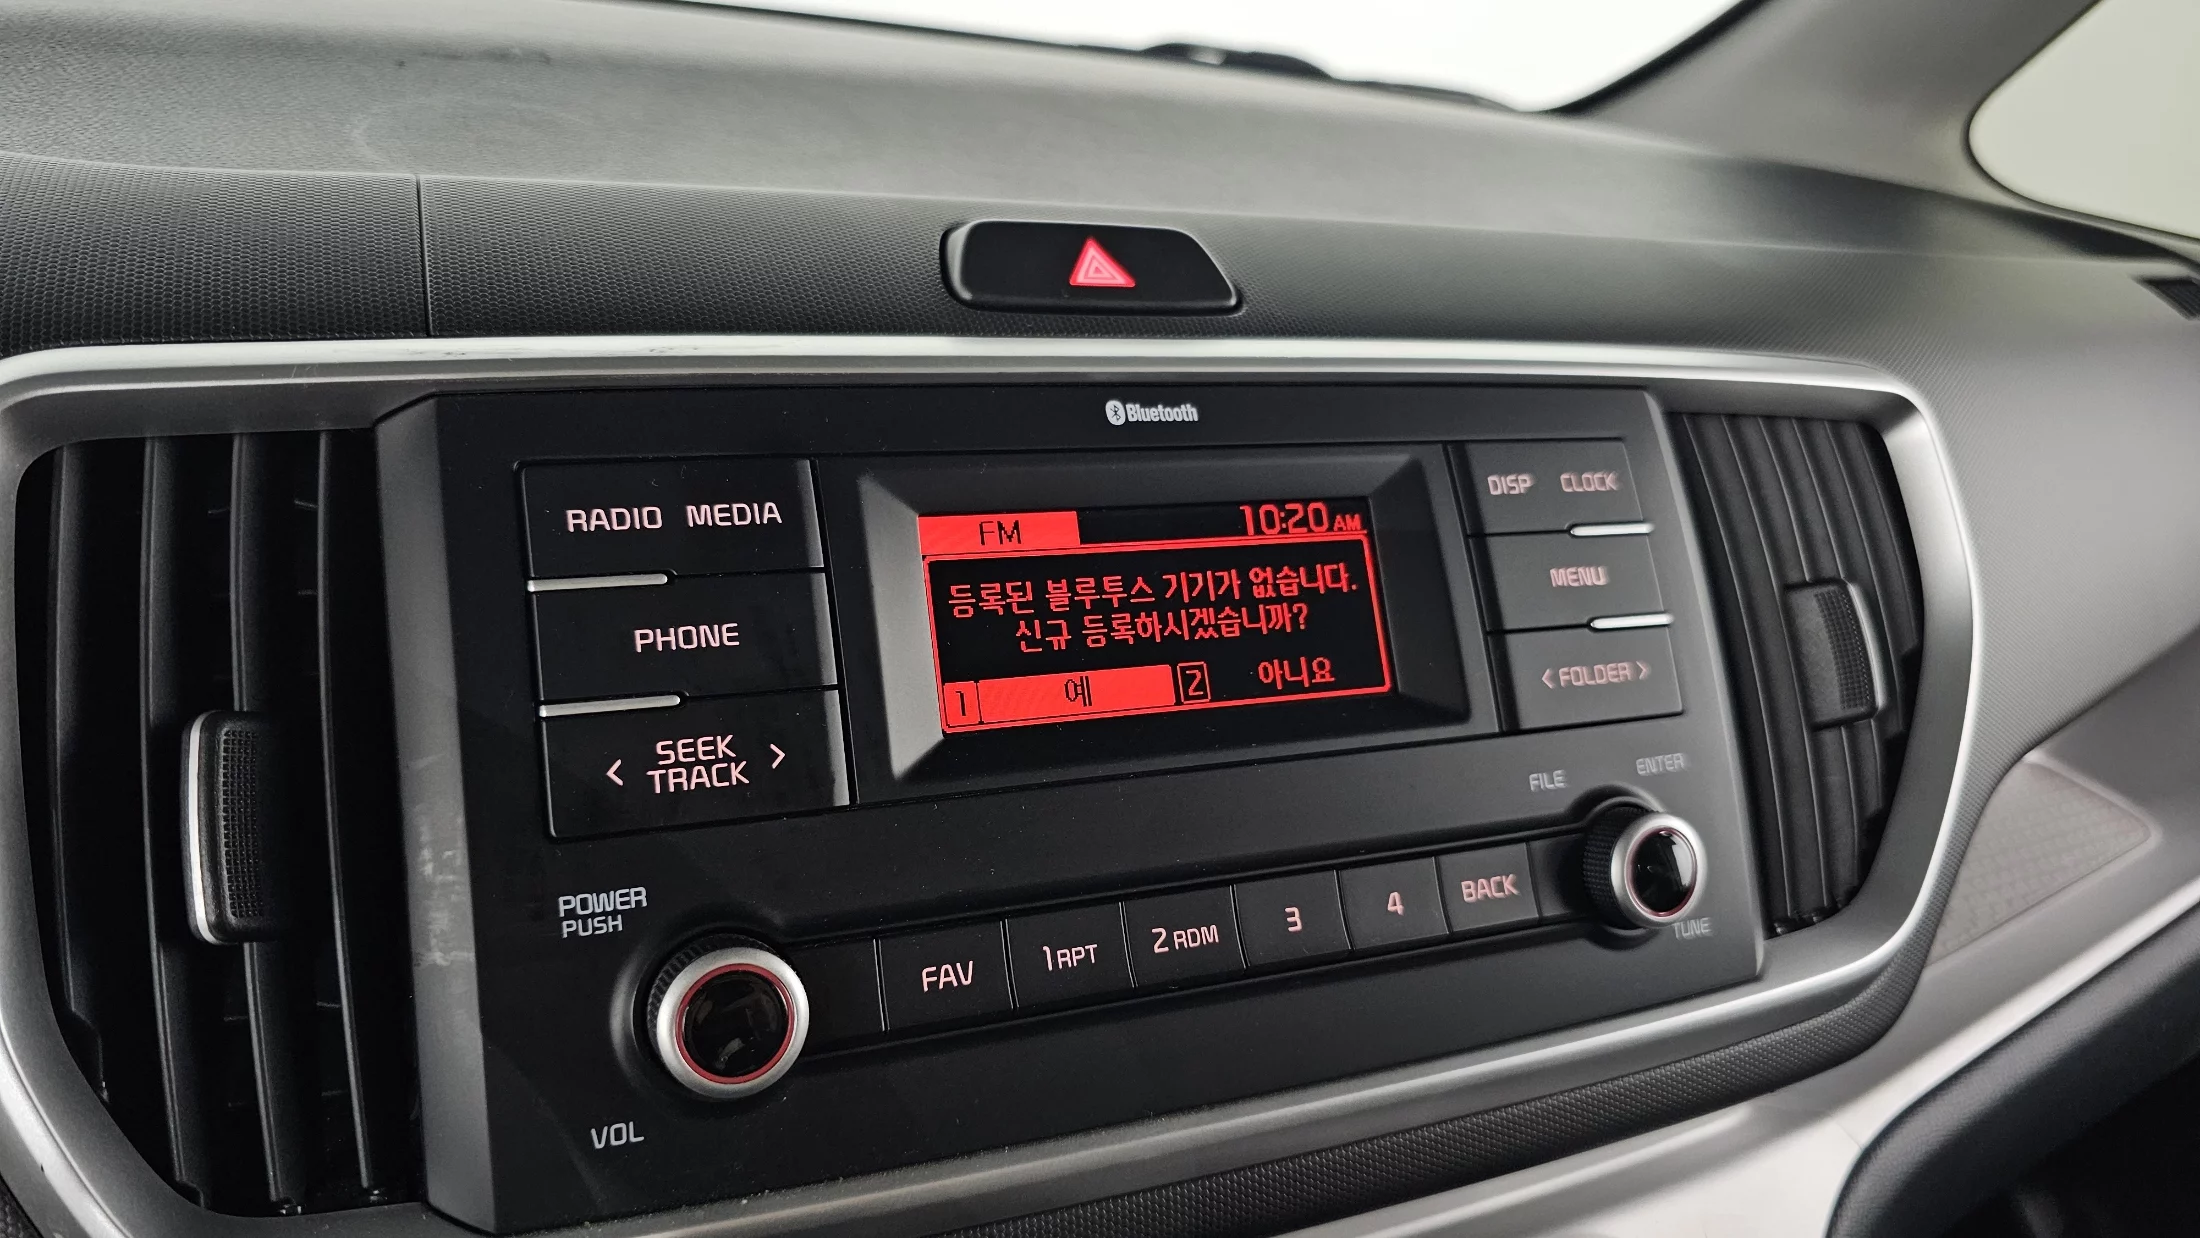 Bluetooth
RADIO MEDIA
PHONE
< SEEK >
TRACK
FM 10:20 AM
등록된 블루투스 기기가 없습니다.
신규 등록하시겠습니까?
1 예 2 아니요
DISP CLOCK
MENU
< FOLDER >
FILE
ENTER
TUNE
POWER
PUSH
VOL
FAV
1 RPT
2 RDM
3
4
BACK